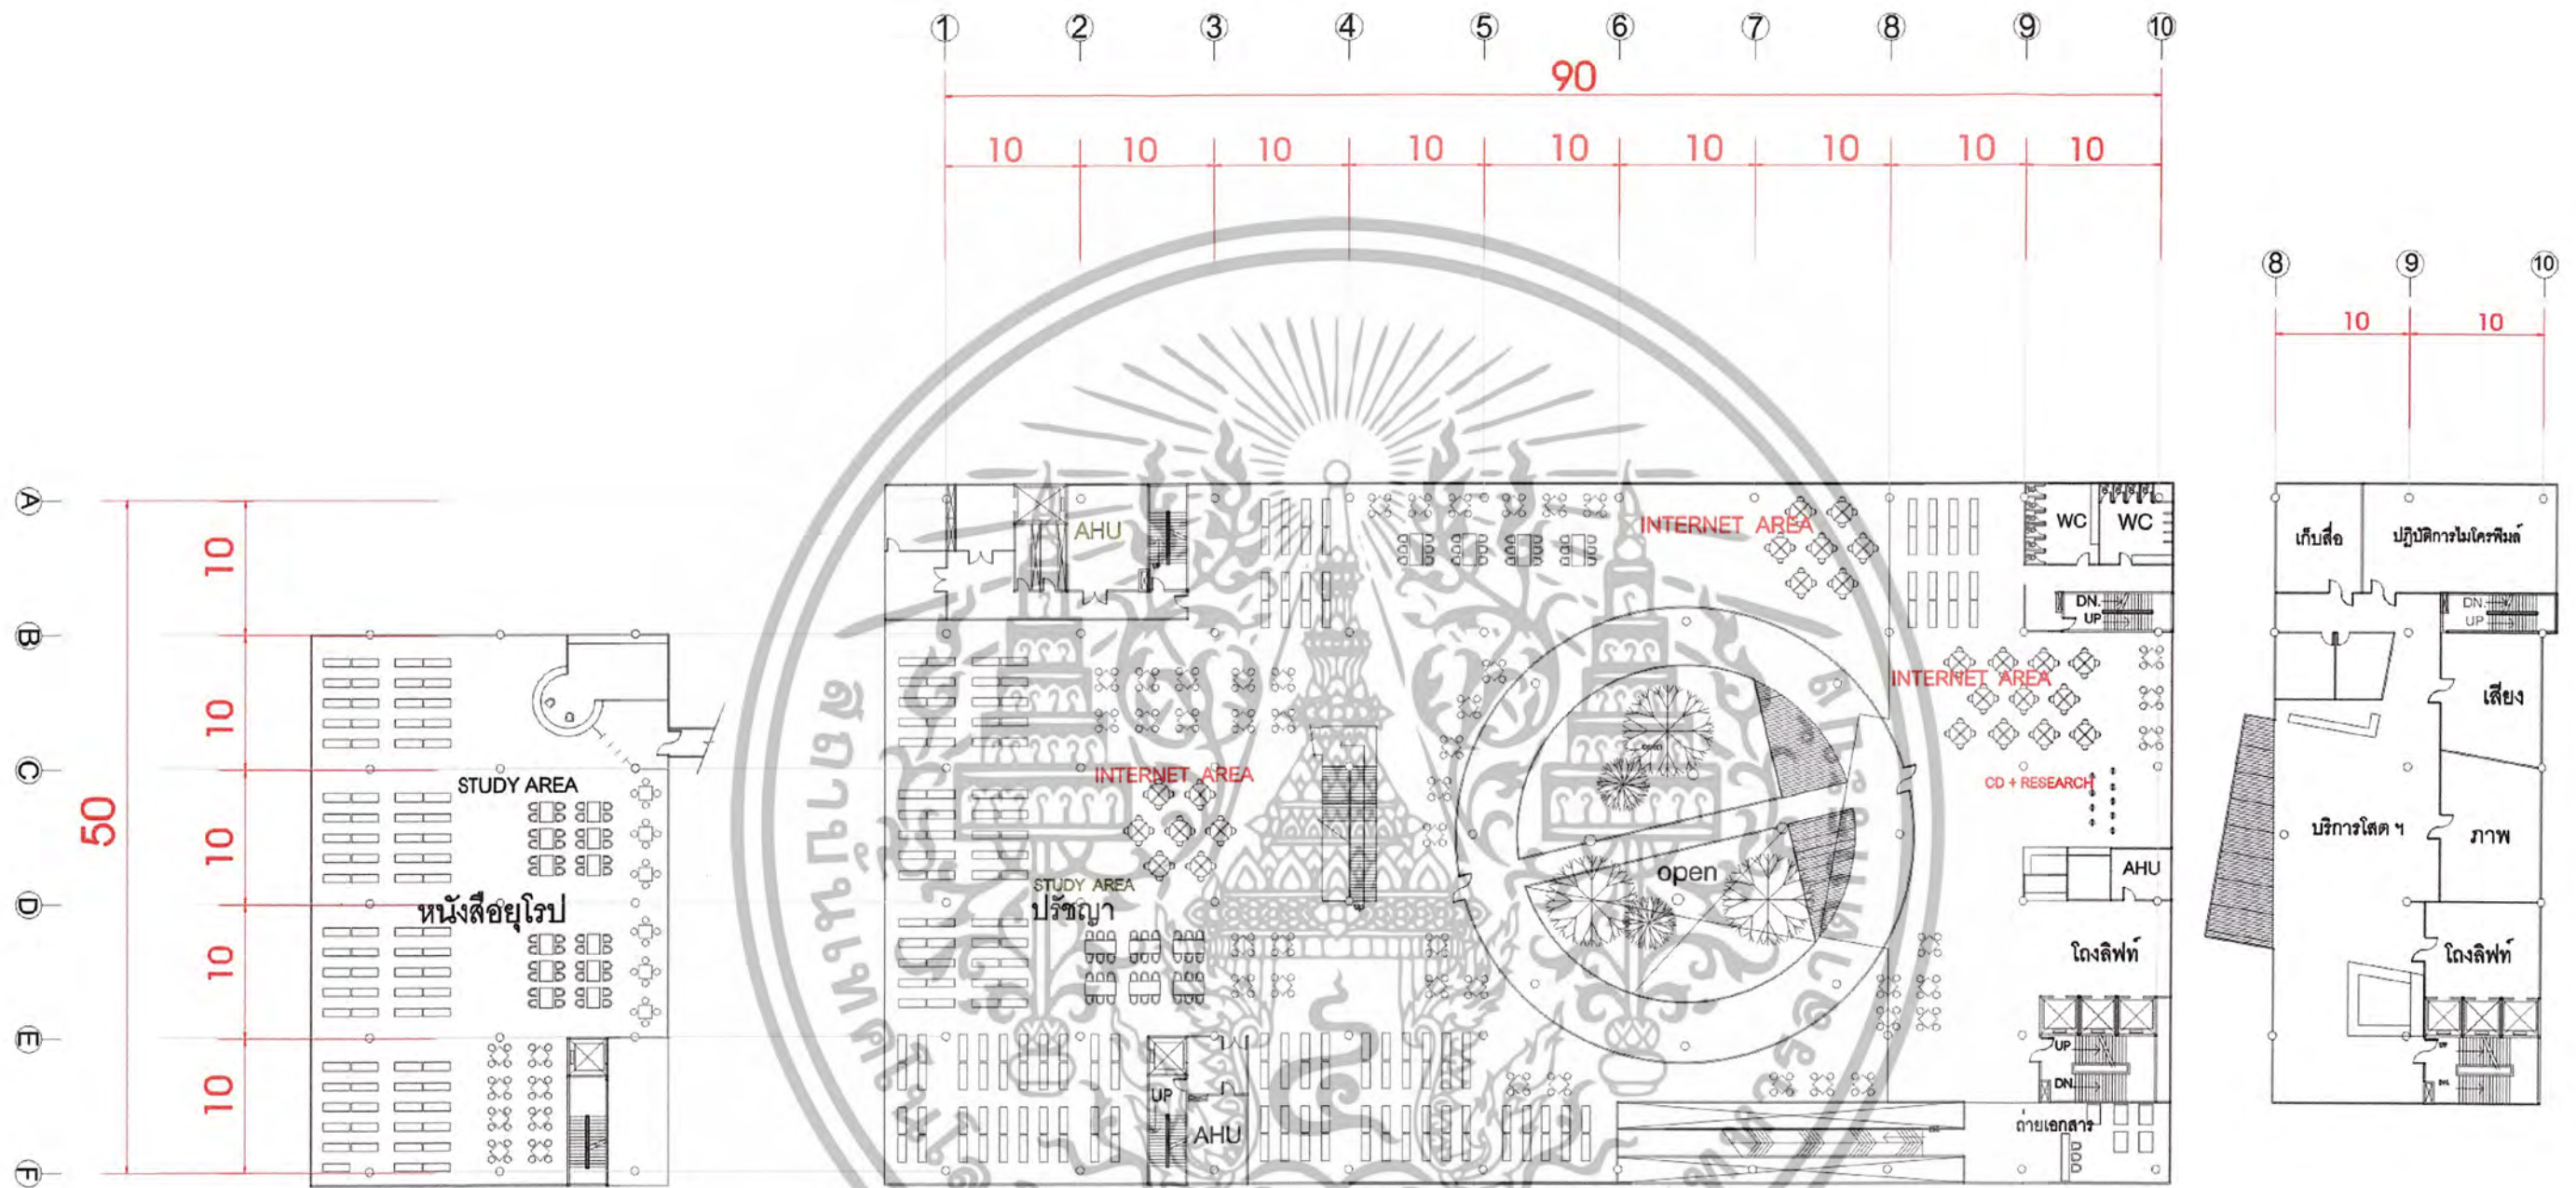 1 2 3 4 5 6 7 8 9 10
90
10 10 10 10 10 10 10 10 10
8 9 10
10 10
A
B
C
D
E
F
50
10
10
10
10
10
STUDY AREA
หนังสือยุโรป
AHU
INTERNET AREA
WC WC
DN.
UP
INTERNET AREA
INTERNET AREA
CD + RESEARCH
STUDY AREA
ปรัชญา
open
AHU
โถงลิฟท์
UP
DN.
UP
AHU
ถ่ายเอกสาร
เก็บสื่อ
ปฏิบัติการไมโครฟิมล์
DN.
UP
เสียง
บริการโสต ฯ
ภาพ
โถงลิฟท์